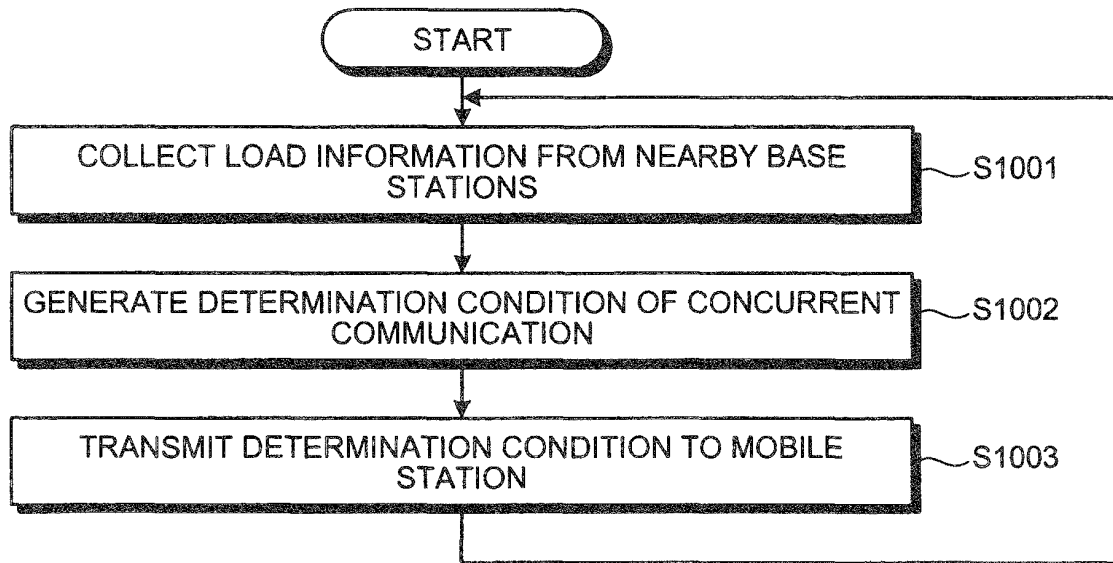 START
COLLECT LOAD INFORMATION FROM NEARBY BASE
STATIONS
S1001
GENERATE DETERMINATION CONDITION OF CONCURRENT
COMMUNICATION
S1002
TRANSMIT DETERMINATION CONDITION TO MOBILE
STATION
S1003